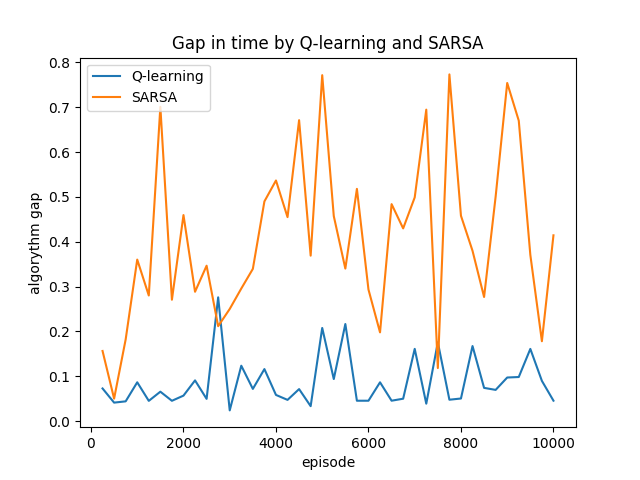 Gap in time by Q-learning and SARSA
Q-learning
SARSA
algorythm gap
0.8
0.7
0.6
0.5
0.4
0.3
0.2
0.1
0.0
0 2000 4000 6000 8000 10000
episode